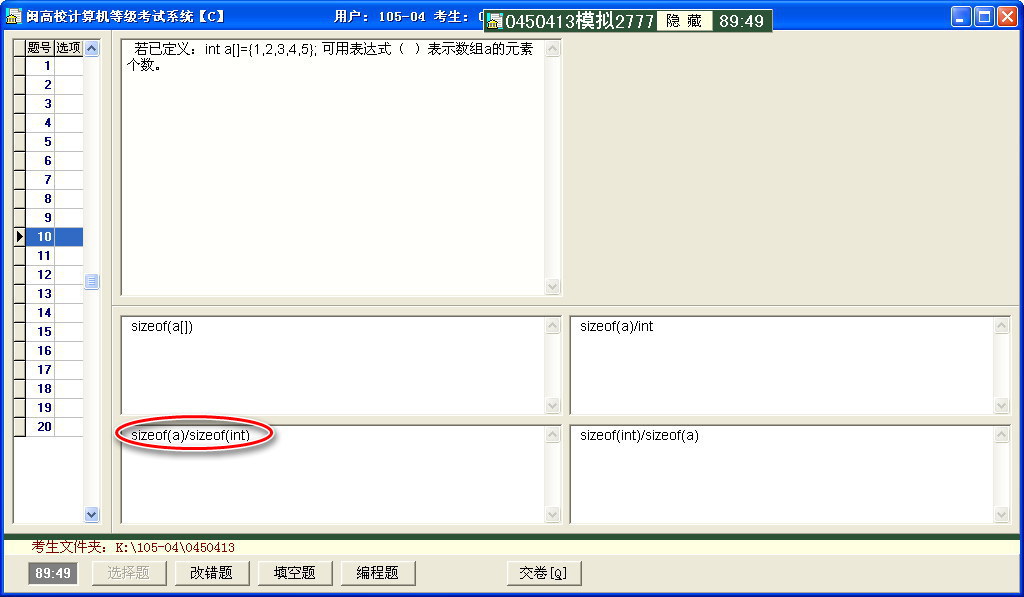 闽高校计算机等级考试系统【C】
用户: 105-04 考生:
0450413模拟2777 隐 藏 89:49
题号 选项
若已定义: int a[]={1,2,3,4,5}; 可用表达式 ( ) 表示数组a的元素
个数。
1
2
3
4
5
6
7
8
9
10
11
12
13
14
15
16
17
18
19
20
sizeof(a[])
sizeof(a)/int
sizeof(a)/sizeof(int)
sizeof(int)/sizeof(a)
考生文件夹: K:\105-04\0450413
89:49 选择题 改错题 填空题 编程题 交卷[Q]